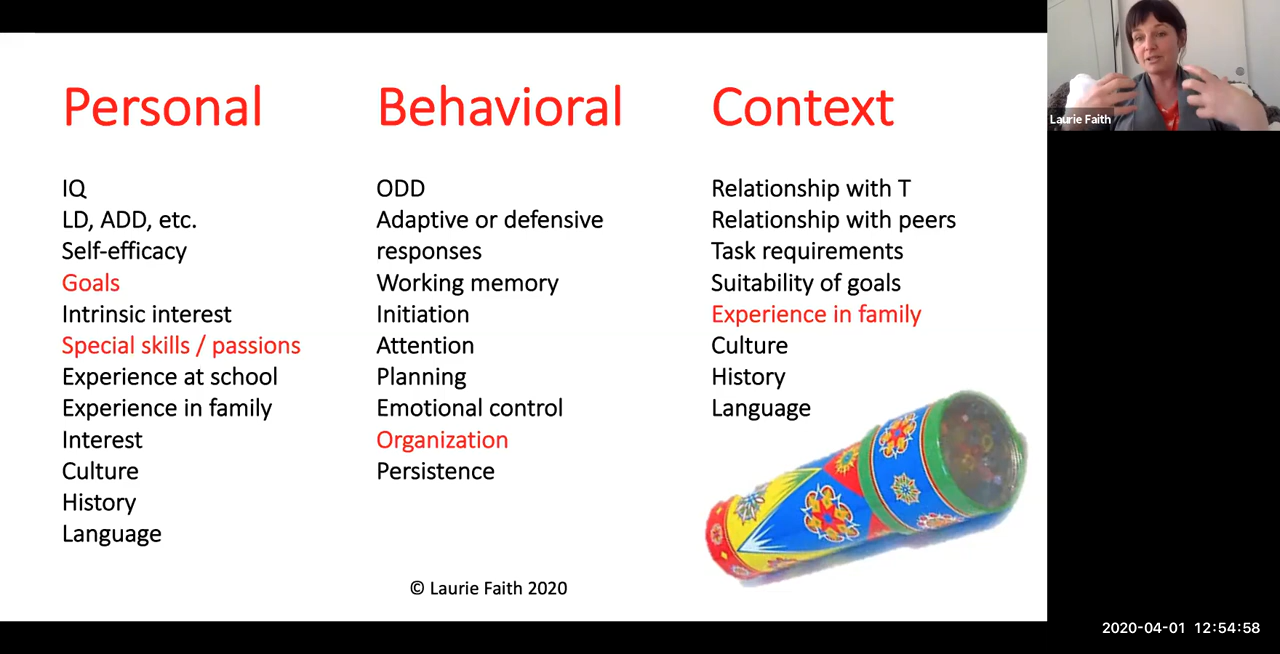 Personal
IQ
LD, ADD, etc.
Self-efficacy
Goals
Intrinsic interest
Special skills / passions
Experience at school
Experience in family
Interest
Culture
History
Language
Behavioral
ODD
Adaptive or defensive
responses
Working memory
Initiation
Attention
Planning
Emotional control
Organization
Persistence
Context
Relationship with T
Relationship with peers
Task requirements
Suitability of goals
Experience in family
Culture
History
Language
© Laurie Faith 2020
Laurie Faith
2020-04-01 12:54:58